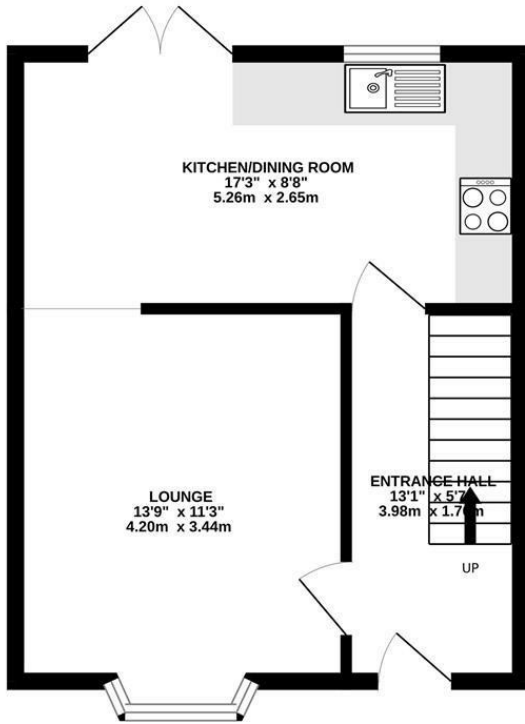 KITCHEN/DINING ROOM
17'3" x 8'8"
5.26m x 2.65m
LOUNGE
13'9" x 11'3"
4.20m x 3.44m
ENTRANCE HALL
13'1" x 5'7
3.98m x
UP